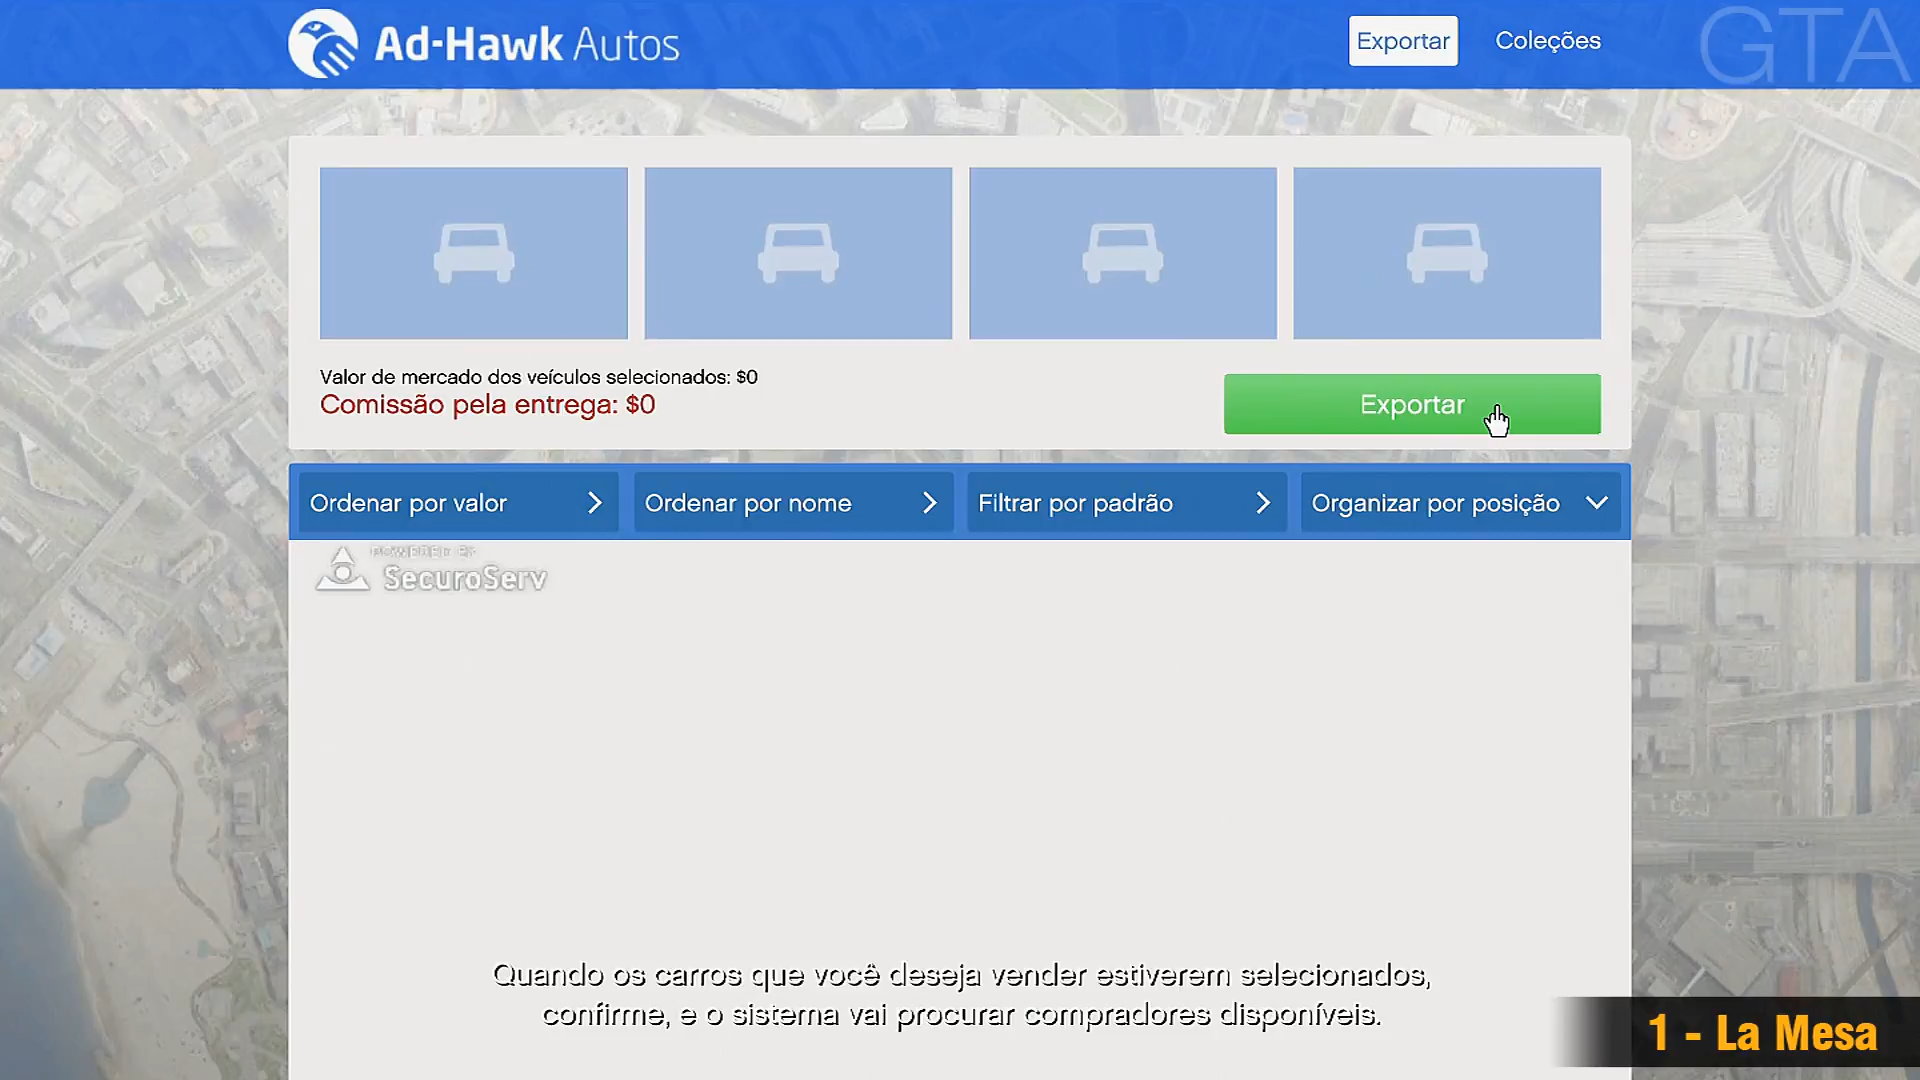 Ad-Hawk Autos
Exportar
Coleções
GTA
Valor de mercado dos veículos selecionados: $0
Comissão pela entrega: $0
Exportar
Ordenar por valor
Ordenar por nome
Filtrar por padrão
Organizar por posição
POWERED BY
SecuroServ
Quando os carros que você deseja vender estiverem selecionados,
confirme, e o sistema vai procurar compradores disponíveis.
1 - La Mesa